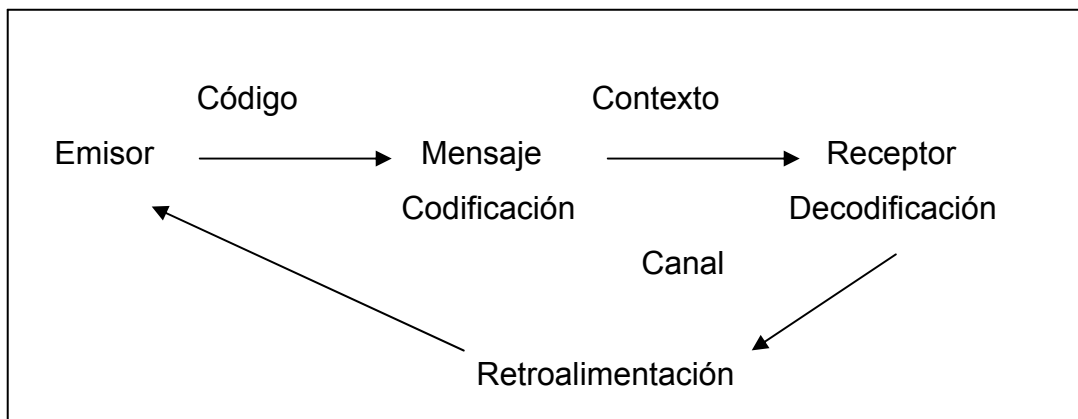 Código Contexto
Emisor Mensaje Receptor
Codificación Decodificación
Canal
Retroalimentación